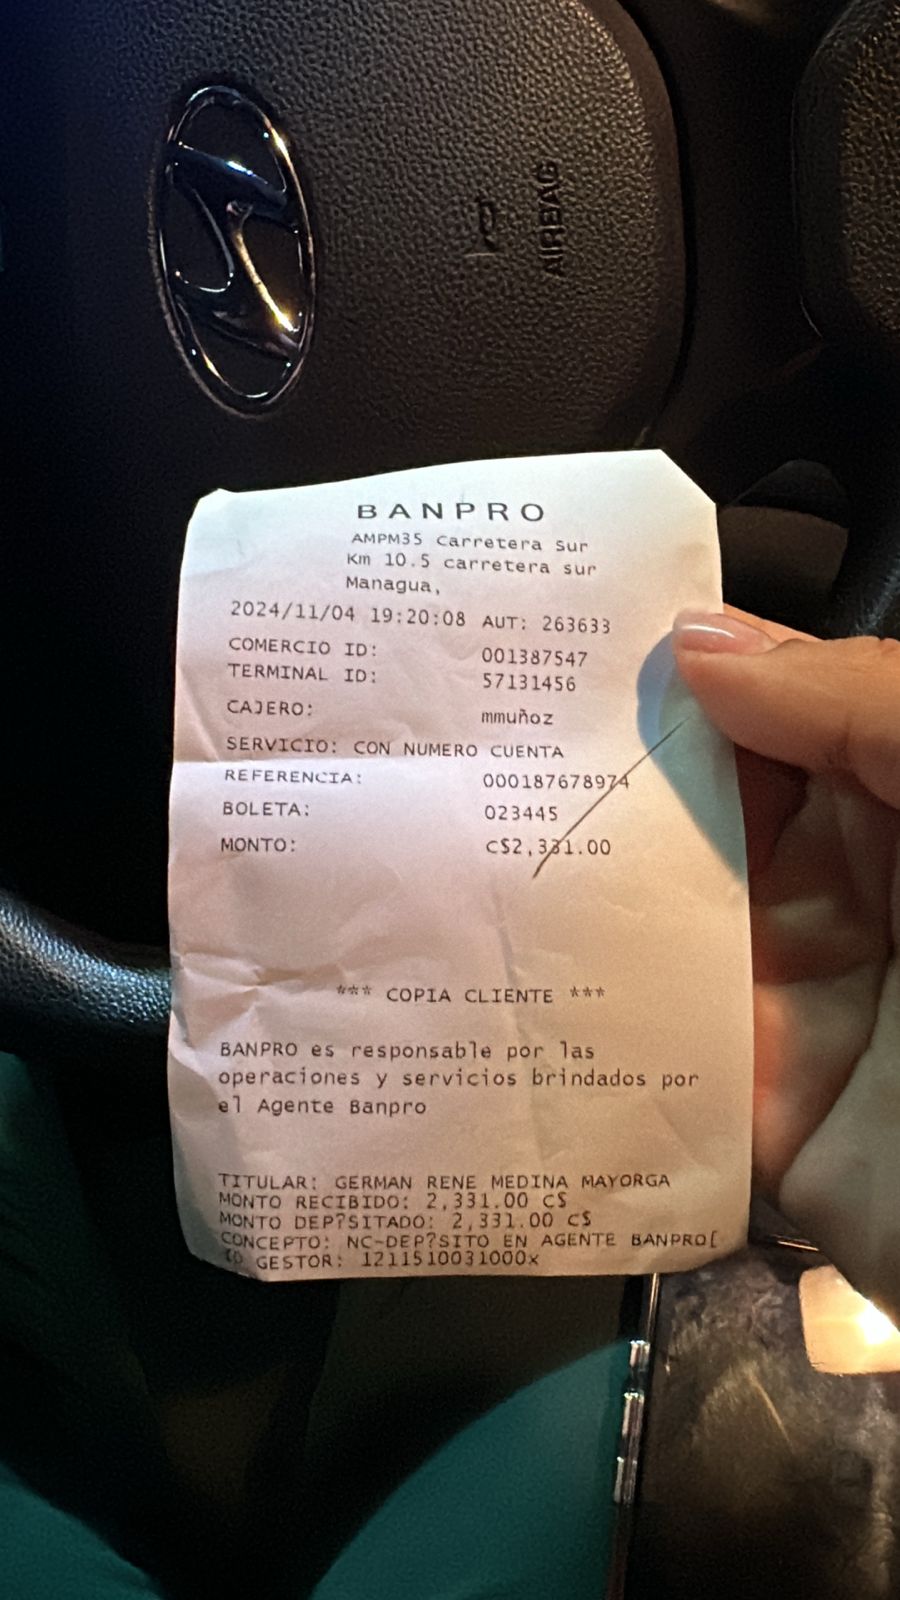 AIRBAG
BANPRO
AMPM35 Carretera Sur
Km 10.5 carretera sur
Managua,
2024/11/04 19:20:08 AUT: 263633
COMERCIO ID: 001387547
TERMINAL ID: 57131456
CAJERO: mmuñoz
SERVICIO: CON NUMERO CUENTA
REFERENCIA: 000187678974
BOLETA: 023445
MONTO: C$2,331.00
*** COPIA CLIENTE ***
BANPRO es responsable por las
operaciones y servicios brindados por
el Agente Banpro
TITULAR: GERMAN RENE MEDINA MAYORGA
MONTO RECIBIDO: 2,331.00 C$
MONTO DEP?SITADO: 2,331.00 C$
CONCEPTO: NC-DEP?SITO EN AGENTE BANPRO[
ID GESTOR: 1211510031000x